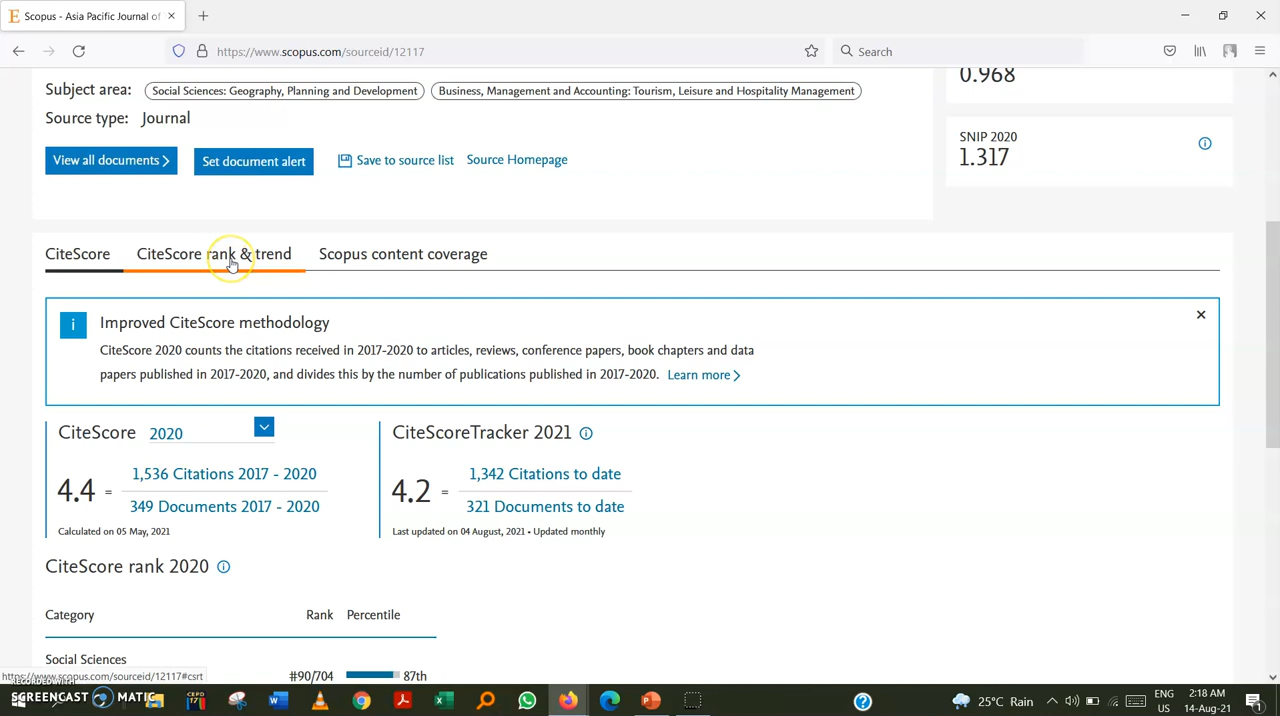 Scopus - Asia Pacific Journal of
https://www.scopus.com/sourceid/12117
Search
Subject area: Social Sciences: Geography, Planning and Development Business, Management and Accounting: Tourism, Leisure and Hospitality Management
0.968
Source type: Journal
SNIP 2020
1.317
View all documents Set document alert Save to source list Source Homepage
CiteScore CiteScore rank & trend Scopus content coverage
Improved CiteScore methodology
CiteScore 2020 counts the citations received in 2017-2020 to articles, reviews, conference papers, book chapters and data
papers published in 2017-2020, and divides this by the number of publications published in 2017-2020. Learn more
CiteScore 2020 CiteScoreTracker 2021
4.4 = 1,536 Citations 2017 - 2020
349 Documents 2017 - 2020
4.2 = 1,342 Citations to date
321 Documents to date
Calculated on 05 May, 2021 Last updated on 04 August, 2021 • Updated monthly
CiteScore rank 2020
Category Rank Percentile
Social Sciences
#90/704 87th
https://www.scopus.com/sourceid/12117#csrt
RECORDED WITH
SCREENCAST MATIC
CEPD
25°C Rain
ENG
US
2:18 AM
14-Aug-21